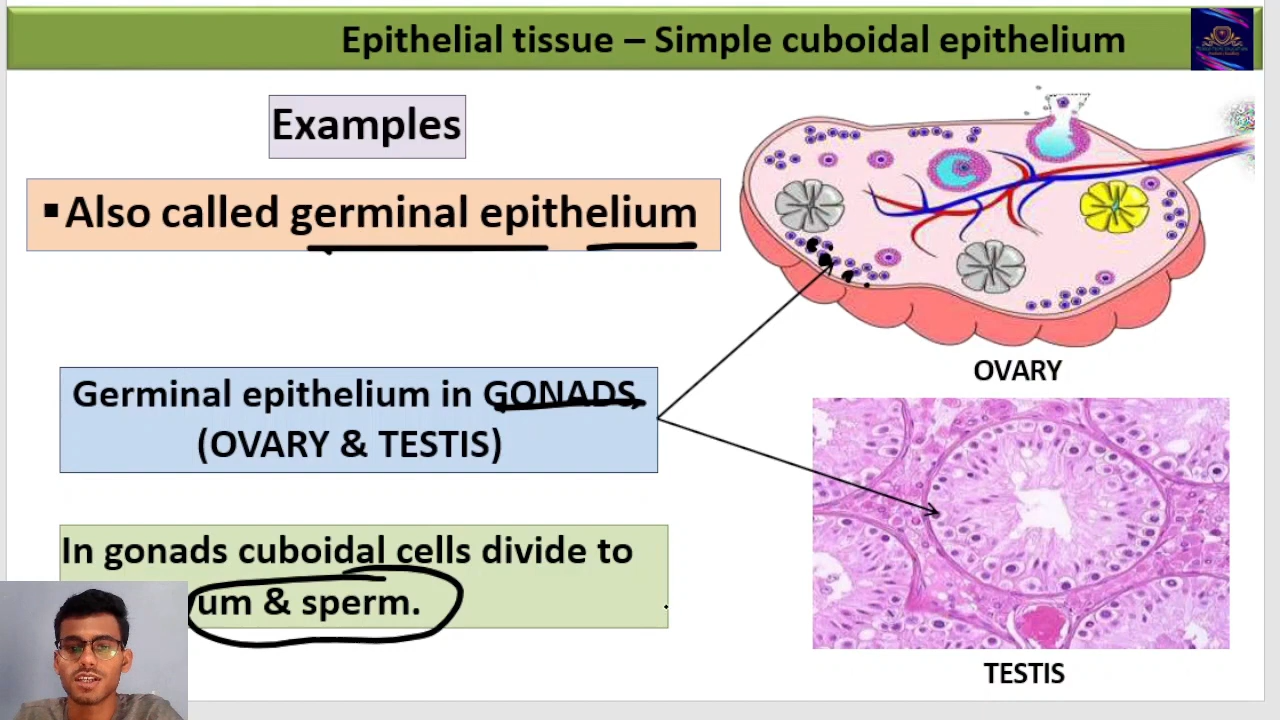 Epithelial tissue – Simple cuboidal epithelium
Examples
▪Also called germinal epithelium
Germinal epithelium in GONADS
(OVARY & TESTIS)
In gonads cuboidal cells divide to
um & sperm.
OVARY
TESTIS